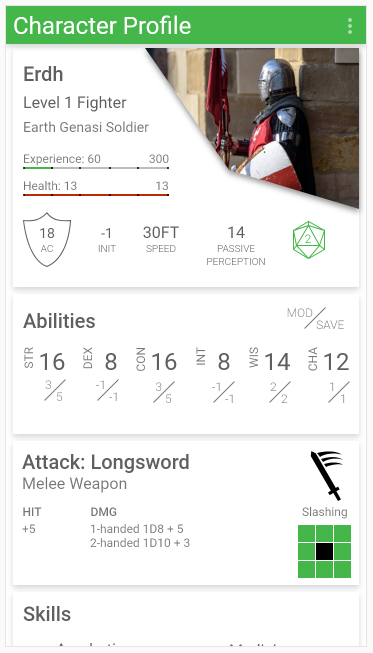 Character Profile
Erdh
Level 1 Fighter
Earth Genasi Soldier
Experience: 60 300
Health: 13 13
18 -1 30FT 14 2
AC INIT SPEED PASSIVE
PERCEPTION
Abilities MOD/SAVE
STR 16 DEX 8 CON 16 INT 8 WIS 14 CHA 12
3/5 -1/-1 3/5 -1/-1 2/2 1/1
Attack: Longsword
Melee Weapon
HIT DMG Slashing
+5 1-handed 1D8 + 5
2-handed 1D10 + 3
Skills